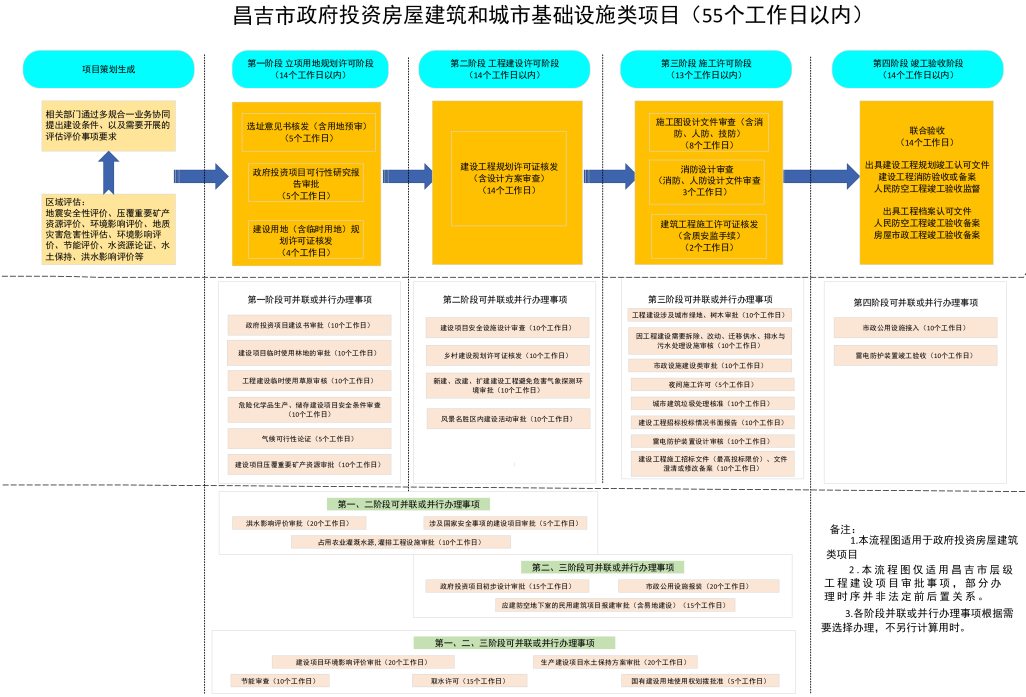 昌吉市政府投资房屋建筑和城市基础设施类项目（55个工作日以内）
项目策划生成
第一阶段 立项用地规划许可阶段
（14个工作日以内）
第二阶段 工程建设许可阶段
（14个工作日以内）
第三阶段 施工许可阶段
（13个工作日以内）
第四阶段 竣工验收阶段
（14个工作日以内）
相关部门通过多规合一业务协同
提出建设条件、以及需要开展的
评估评价事项要求
区域评估：
地震安全性评价、压覆重要矿产
资源评价、环境影响评价、地质
灾害危害性评估、环境影响评
价、节能评价、水资源论证、水
土保持、洪水影响评价等
选址意见书核发（含用地预审）
（5个工作日）
政府投资项目可行性研究报
告审批
（5个工作日）
建设用地（含临时用地）规
划许可证核发
（4个工作日）
建设工程规划许可证核发
（含设计方案审查）
（14个工作日）
施工图设计文件审查（含消
防、人防、技防）
（8个工作日）
消防设计审查
（消防、人防设计文件审查
3个工作日）
建筑工程施工许可证核发
（含质安监手续）
（2个工作日）
联合验收
（14个工作日）
出具建设工程规划竣工认可文件
建设工程消防验收或备案
人民防空工程竣工验收监督
出具工程档案认可文件
人民防空工程竣工验收备案
房屋市政工程竣工验收备案
第一阶段可并联或并行办理事项
政府投资项目建议书审批（10个工作日）
建设项目临时使用林地的审批（10个工作日）
工程建设临时使用草原审核（10个工作日）
危险化学品生产、储存建设项目安全条件审查
（10个工作日）
气候可行性论证（5个工作日）
建设项目压覆重要矿产资源审批（10个工作日）
第二阶段可并联或并行办理事项
建设项目安全设施设计审查（10个工作日）
乡村建设规划许可证核发（10个工作日）
新建、改建、扩建建设工程避免危害气象探测环
境审批（10个工作日）
风景名胜区内建设活动审批（10个工作日）
第三阶段可并联或并行办理事项
工程建设涉及城市绿地、树木审批（10个工作日）
因工程建设需要拆除、改动、迁移供水、排水与
污水处理设施审核（10个工作日）
市政设施建设类审批（10个工作日）
夜间施工许可（5个工作日）
城市建筑垃圾处理核准（10个工作日）
建设工程招标投标情况书面报告（10个工作日）
雷电防护装置设计审核（10个工作日）
建设工程施工招标文件（最高投标限价）、文件
澄清或修改备案（10个工作日）
第四阶段可并联或并行办理事项
市政公用设施接入（10个工作日）
雷电防护装置竣工验收（10个工作日）
第一、二阶段可并联或并行办理事项
洪水影响评价审批（20个工作日）
涉及国家安全事项的建设项目审批（5个工作日）
占用农业灌溉水源,灌排工程设施审批（10个工作日）
第二、三阶段可并联或并行办理事项
政府投资项目初步设计审批（15个工作日）
市政公用设施报装（20个工作日）
应建防空地下室的民用建筑项目报建审批（含易地建设）（15个工作日）
第一、二、三阶段可并联或并行办理事项
建设项目环境影响评价审批（20个工作日）
生产建设项目水土保持方案审批（20个工作日）
节能审查（10个工作日）
取水许可（15个工作日）
国有建设用地使用权划拨批准（5个工作日）
备注：
1.本流程图适用于政府投资房屋建筑
类项目
2.本流程图仅适用昌吉市层级
工程建设项目审批事项，部分办
理时序并非法定前后置关系。
3.各阶段并联或并行办理事项根据需
要选择办理，不另行计算用时。